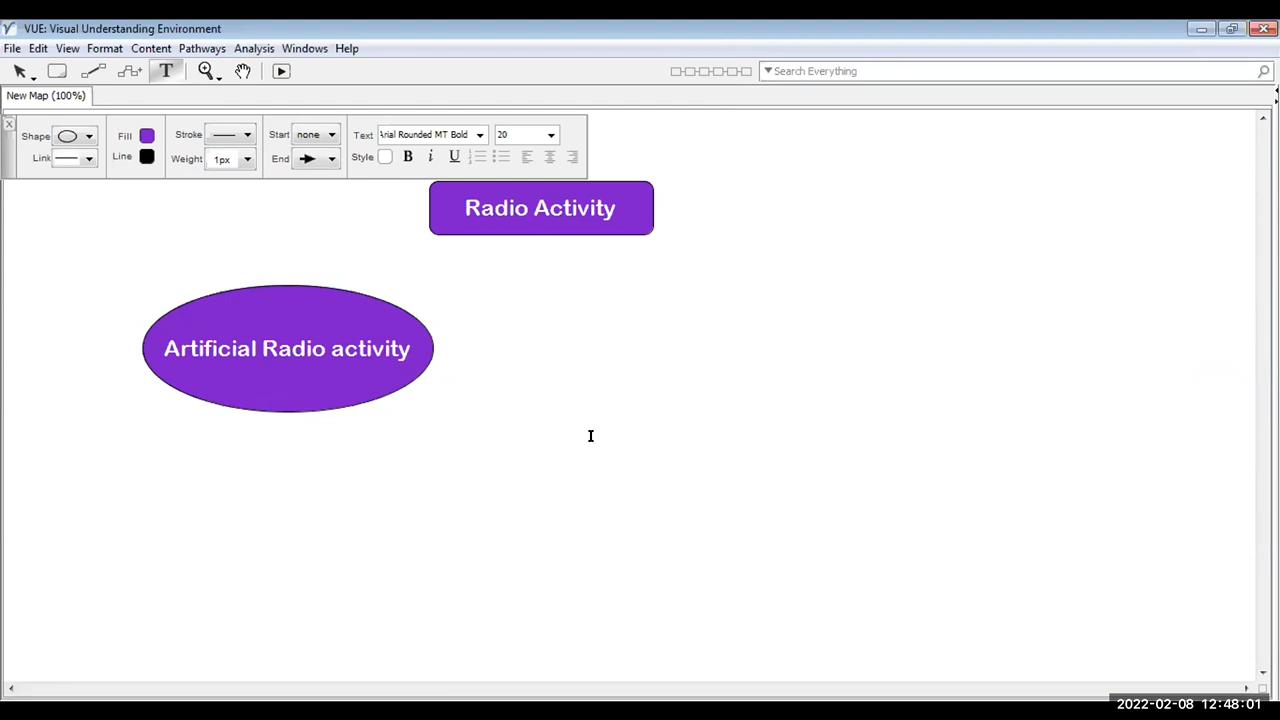 VUE: Visual Understanding Environment
File Edit View Format Content Pathways Analysis Windows Help
T Search Everything
New Map (100%)
Shape Fill Stroke Start none Text Arial Rounded MT Bold 20
Link Line Weight 1px End Style B i U
Radio Activity
Artificial Radio activity
2022-02-08 12:48:01